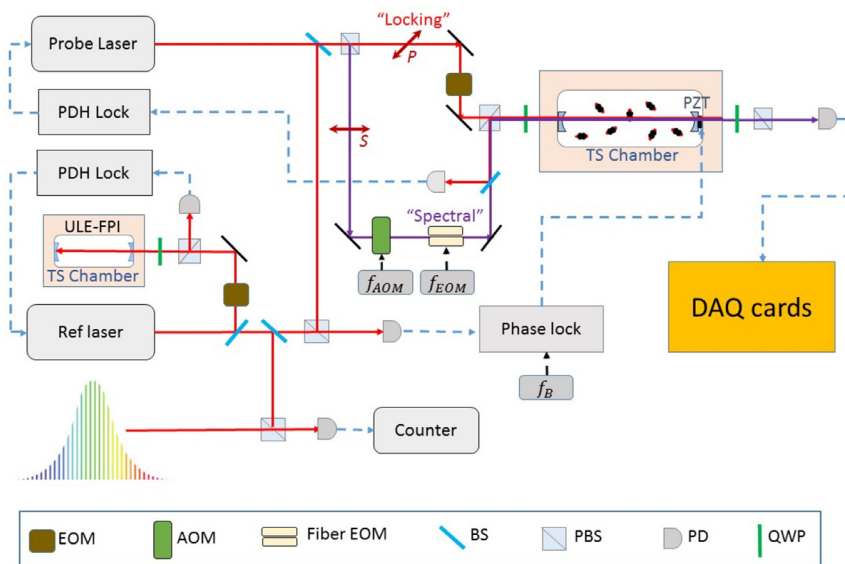 Probe Laser
“Locking”
P
PDH Lock
PZT
TS Chamber
S
PDH Lock
ULE-FPI
TS Chamber
“Spectral”
f_AOM
f_EOM
Ref laser
Phase lock
DAQ cards
f_B
Counter
EOM
AOM
Fiber EOM
BS
PBS
PD
QWP